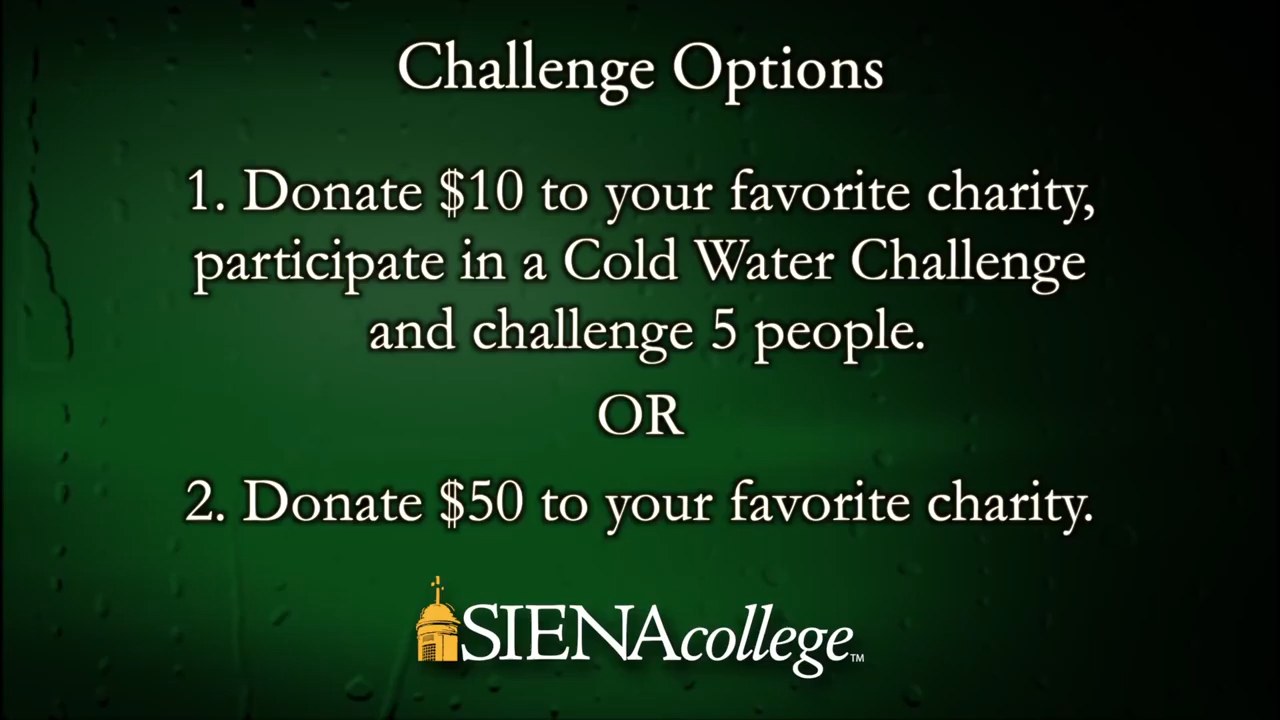 Challenge Options
1. Donate $10 to your favorite charity,
participate in a Cold Water Challenge
and challenge 5 people.
OR
2. Donate $50 to your favorite charity.
SIENAcollege™